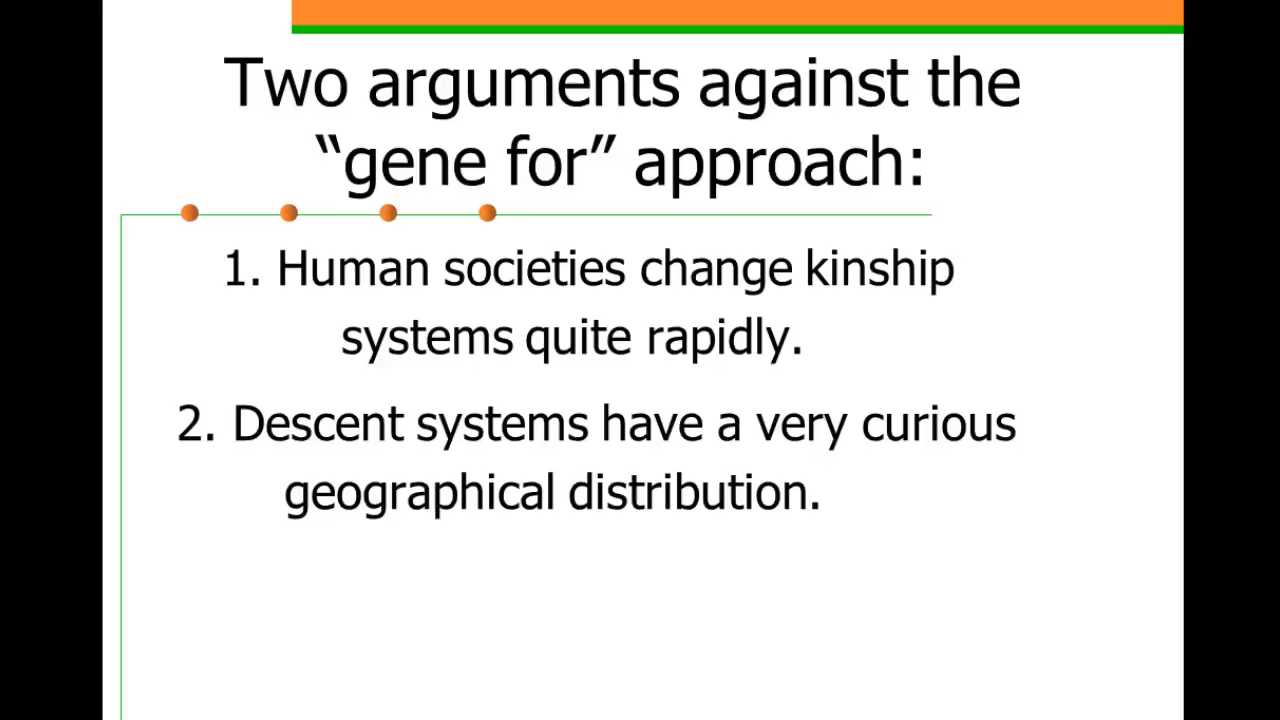 Two arguments against the
“gene for” approach:
1. Human societies change kinship
systems quite rapidly.
2. Descent systems have a very curious
geographical distribution.